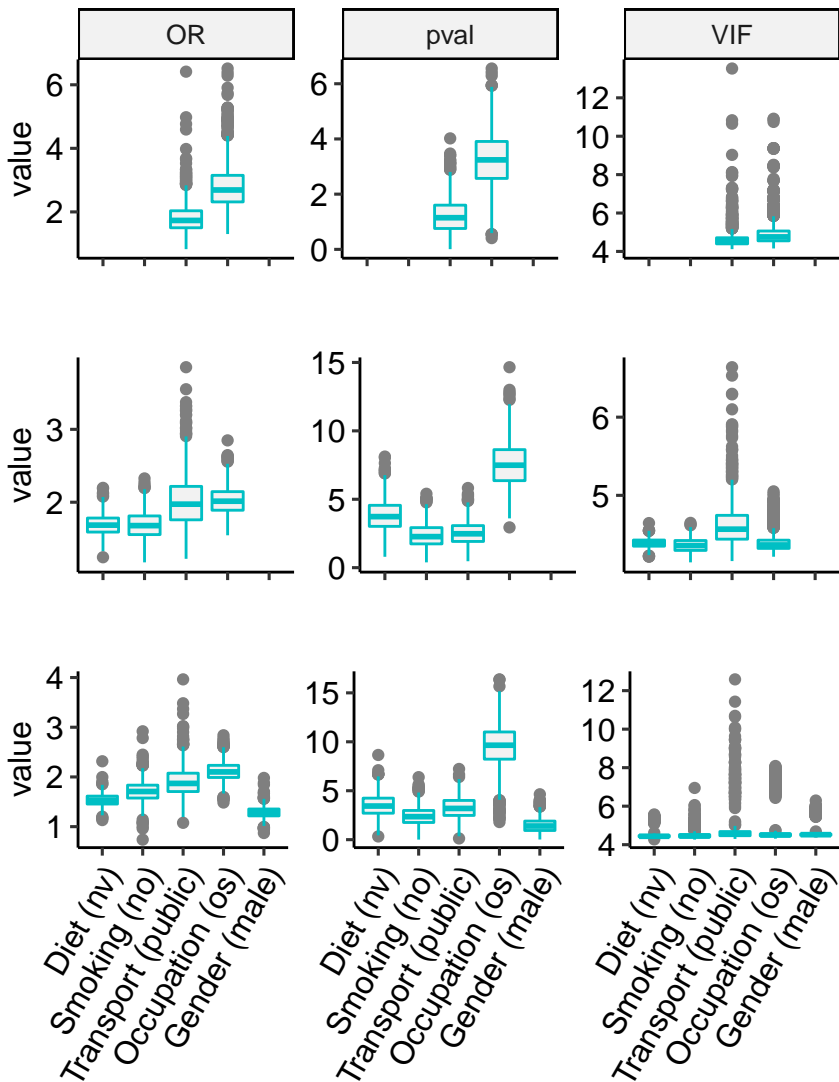 OR pval VIF
value
6
4
2
6
4
2
0
12
10
8
6
4
value
3
2
15
10
5
0
6
5
value
4
3
2
1
15
10
5
0
12
10
8
6
4
Diet (nv)
Smoking (no)
Transport (public)
Occupation (os)
Gender (male)
Diet (nv)
Smoking (no)
Transport (public)
Occupation (os)
Gender (male)
Diet (nv)
Smoking (no)
Transport (public)
Occupation (os)
Gender (male)